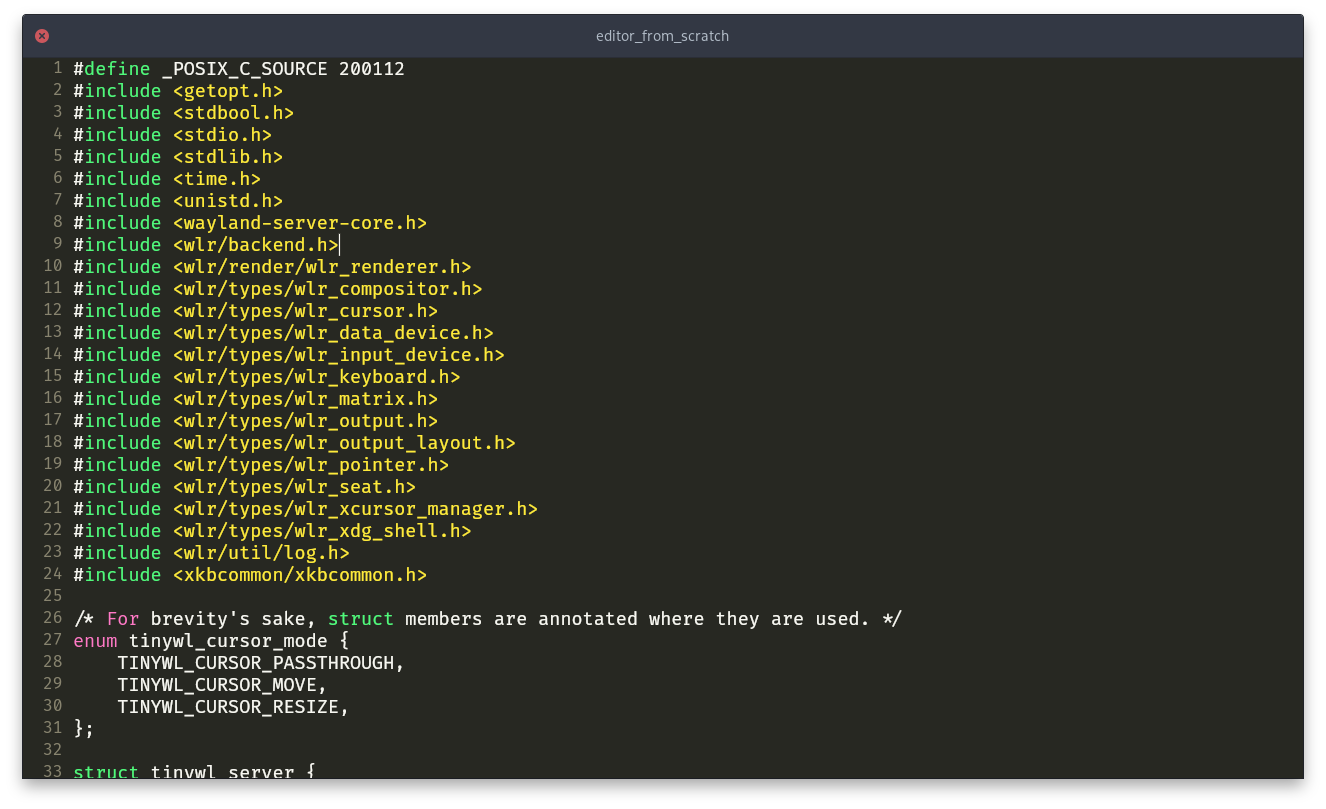 editor_from_scratch
1 #define _POSIX_C_SOURCE 200112
2 #include <getopt.h>
3 #include <stdbool.h>
4 #include <stdio.h>
5 #include <stdlib.h>
6 #include <time.h>
7 #include <unistd.h>
8 #include <wayland-server-core.h>
9 #include <wlr/backend.h>
10 #include <wlr/render/wlr_renderer.h>
11 #include <wlr/types/wlr_compositor.h>
12 #include <wlr/types/wlr_cursor.h>
13 #include <wlr/types/wlr_data_device.h>
14 #include <wlr/types/wlr_input_device.h>
15 #include <wlr/types/wlr_keyboard.h>
16 #include <wlr/types/wlr_matrix.h>
17 #include <wlr/types/wlr_output.h>
18 #include <wlr/types/wlr_output_layout.h>
19 #include <wlr/types/wlr_pointer.h>
20 #include <wlr/types/wlr_seat.h>
21 #include <wlr/types/wlr_xcursor_manager.h>
22 #include <wlr/types/wlr_xdg_shell.h>
23 #include <wlr/util/log.h>
24 #include <xkbcommon/xkbcommon.h>
25
26 /* For brevity's sake, struct members are annotated where they are used. */
27 enum tinywl_cursor_mode {
28     TINYWL_CURSOR_PASSTHROUGH,
29     TINYWL_CURSOR_MOVE,
30     TINYWL_CURSOR_RESIZE,
31 };
32
33 struct tinywl_server {